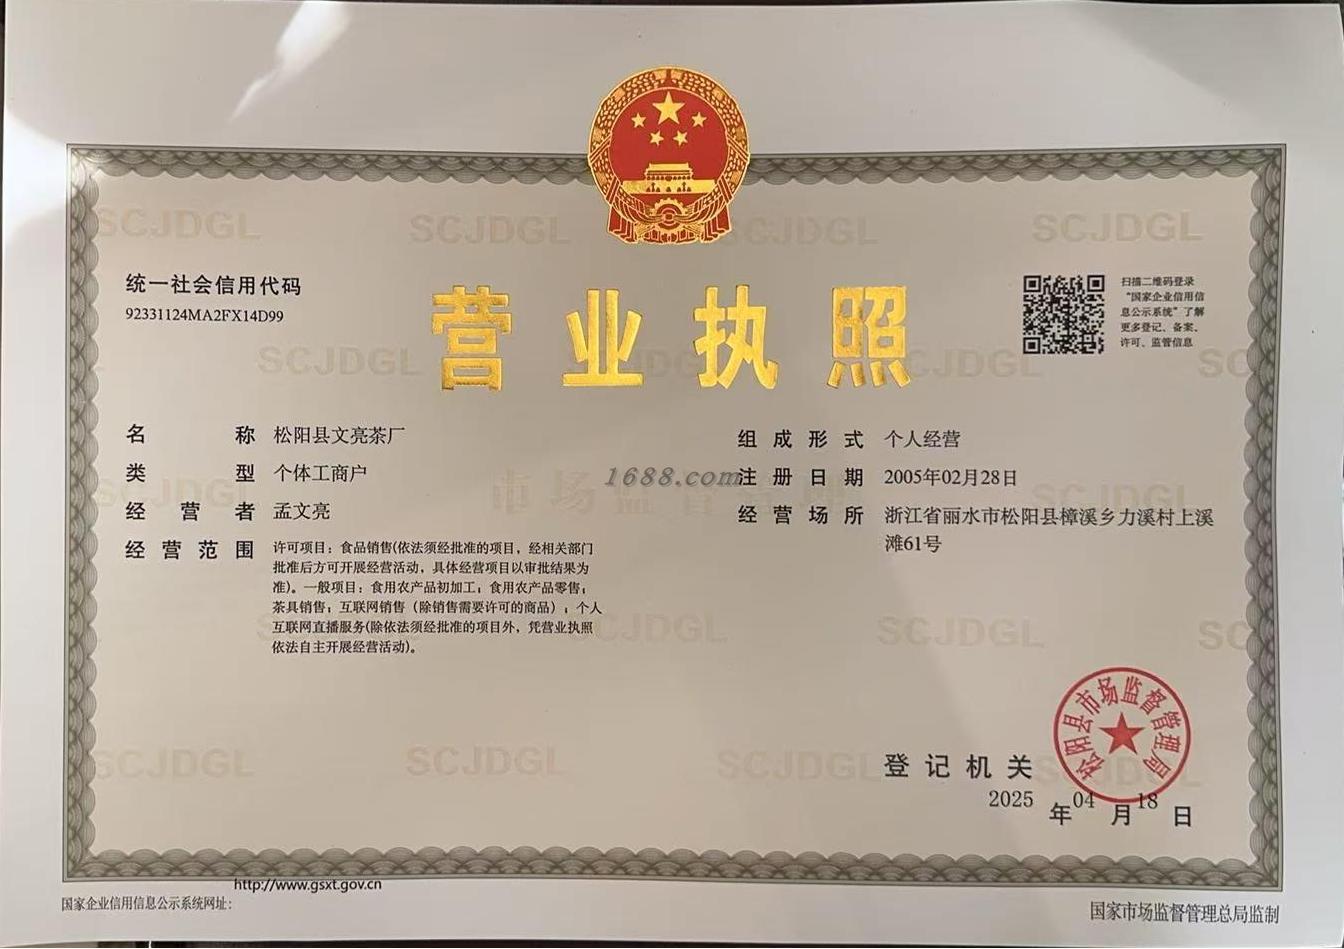 统一社会信用代码
92331124MA2FX14D99
营业执照
扫描二维码登录
“国家企业信用信
息公示系统”了解
更多登记、备案、
许可、监管信息
名称 松阳县文亮茶厂
类型 个体工商户
经营者 孟文亮
经营范围 许可项目：食品销售(依法须经批准的项目，经相关部门
批准后方可开展经营活动，具体经营项目以审批结果为
准)。一般项目：食用农产品初加工；食用农产品零售；
茶具销售；互联网销售（除销售需要许可的商品）；个人
互联网直播服务(除依法须经批准的项目外，凭营业执照
依法自主开展经营活动)。
组成形式 个人经营
注册日期 2005年02月28日
经营场所 浙江省丽水市松阳县樟溪乡力溪村上溪
滩61号
1688.com
市场监督管理
SCJDGL
松阳县市场监督管理局
登记机关
2025年04月18日
http://www.gsxt.gov.cn
国家企业信用信息公示系统网址：
国家市场监督管理总局监制